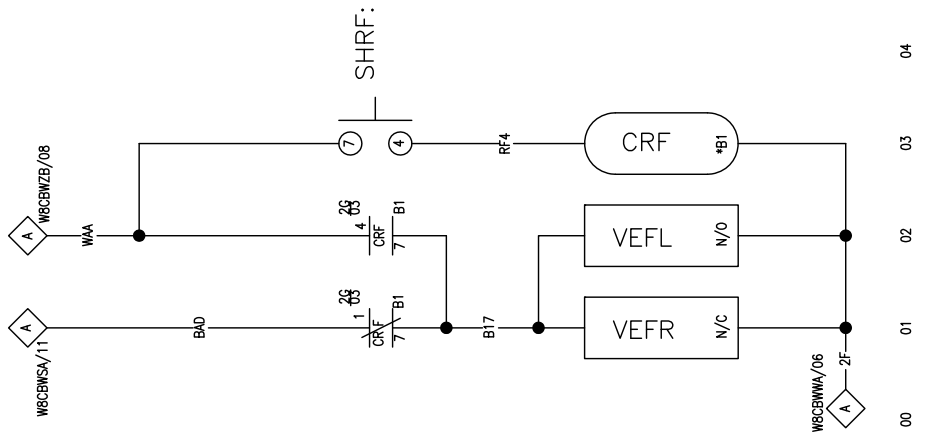 SHRF:
04
A
W8CBWZB/08
WAA
7
4
RF4
CRF
*B1
03
2G
03
4
CRF
7
B1
VEFL
N/O
02
A
W8CBWSA/11
BAD
2G
03
1
CRF
7
B1
B17
VEFR
N/C
01
W8CBWWA/06
A
2F
00